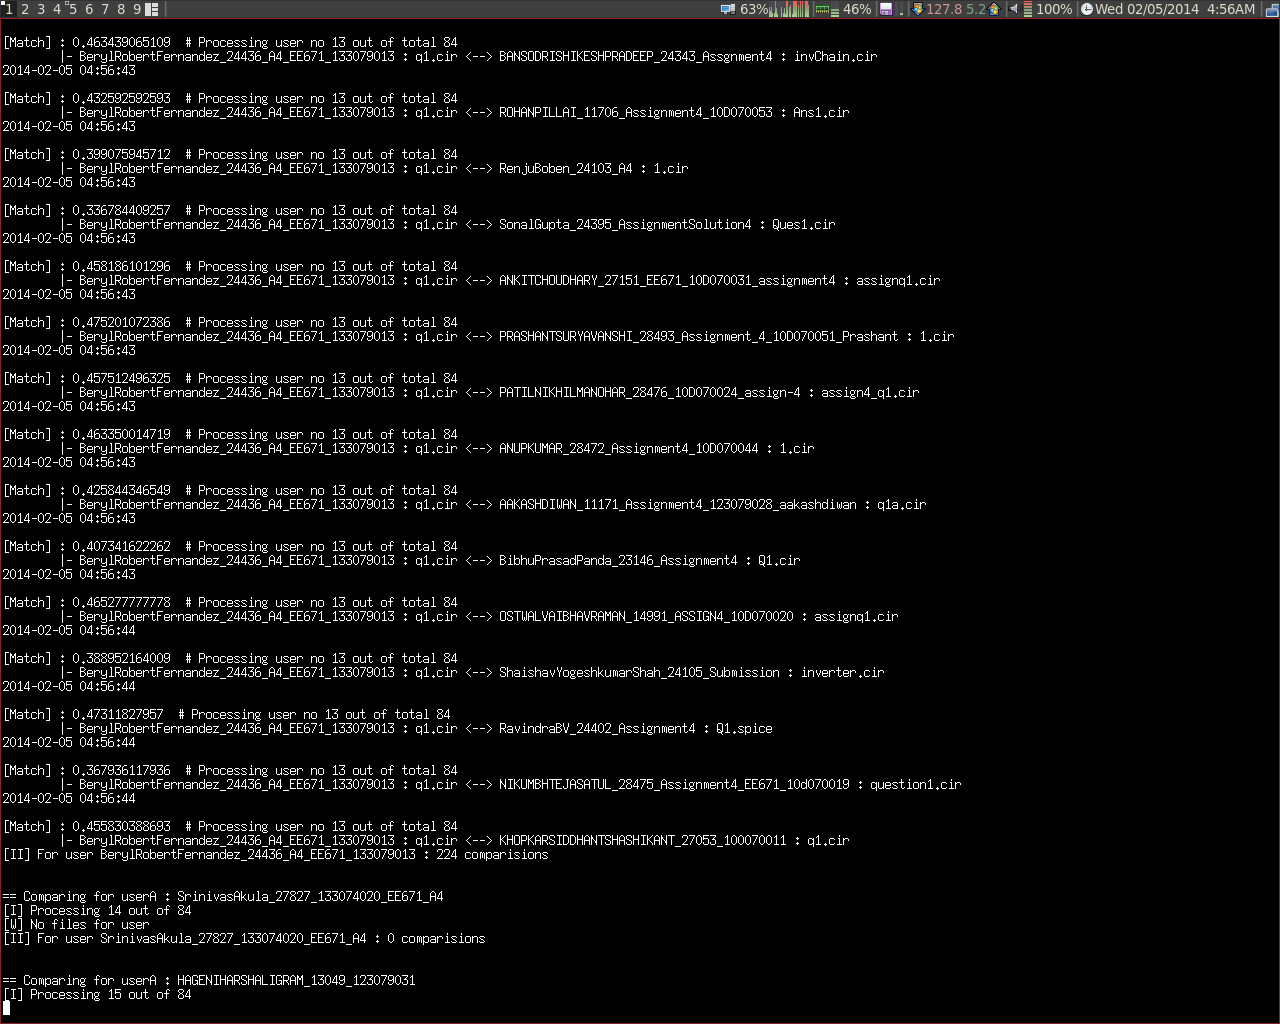 1 2 3 4 5 6 7 8 9 63% 46% 127.8 5.2 100% Wed 02/05/2014 4:56AM
[Match] : 0.463439065109  # Processing user no 13 out of total 84
|- BerylRobertFernandez_24436_A4_EE671_133079013 : q1.cir <--> BANSODRISHIKESHPRADEEP_24343_Assgnment4 : invChain.cir
2014-02-05 04:56:43
[Match] : 0.432592592593  # Processing user no 13 out of total 84
|- BerylRobertFernandez_24436_A4_EE671_133079013 : q1.cir <--> ROHANPILLAI_11706_Assignment4_10D070053 : Ans1.cir
2014-02-05 04:56:43
[Match] : 0.399075945712  # Processing user no 13 out of total 84
|- BerylRobertFernandez_24436_A4_EE671_133079013 : q1.cir <--> RenjuBoben_24103_A4 : 1.cir
2014-02-05 04:56:43
[Match] : 0.336784409257  # Processing user no 13 out of total 84
|- BerylRobertFernandez_24436_A4_EE671_133079013 : q1.cir <--> SonalGupta_24395_AssignmentSolution4 : Ques1.cir
2014-02-05 04:56:43
[Match] : 0.458186101296  # Processing user no 13 out of total 84
|- BerylRobertFernandez_24436_A4_EE671_133079013 : q1.cir <--> ANKITCHOUDHARY_27151_EE671_10D070031_assignment4 : assignq1.cir
2014-02-05 04:56:43
[Match] : 0.475201072386  # Processing user no 13 out of total 84
|- BerylRobertFernandez_24436_A4_EE671_133079013 : q1.cir <--> PRASHANTSURYAVANSHI_28493_Assignment_4_10D070051_Prashant : 1.cir
2014-02-05 04:56:43
[Match] : 0.457512496325  # Processing user no 13 out of total 84
|- BerylRobertFernandez_24436_A4_EE671_133079013 : q1.cir <--> PATILNIKHILMANOHAR_28476_10D070024_assign-4 : assign4_q1.cir
2014-02-05 04:56:43
[Match] : 0.463350014719  # Processing user no 13 out of total 84
|- BerylRobertFernandez_24436_A4_EE671_133079013 : q1.cir <--> ANUPKUMAR_28472_Assignment4_10D070044 : 1.cir
2014-02-05 04:56:43
[Match] : 0.425844346549  # Processing user no 13 out of total 84
|- BerylRobertFernandez_24436_A4_EE671_133079013 : q1.cir <--> AAKASHDIWAN_11171_Assignment4_123079028_aakashdiwan : q1a.cir
2014-02-05 04:56:43
[Match] : 0.407341622262  # Processing user no 13 out of total 84
|- BerylRobertFernandez_24436_A4_EE671_133079013 : q1.cir <--> BibhuPrasadPanda_23146_Assignment4 : Q1.cir
2014-02-05 04:56:43
[Match] : 0.465277777778  # Processing user no 13 out of total 84
|- BerylRobertFernandez_24436_A4_EE671_133079013 : q1.cir <--> OSTWALVAIBHAVRAMAN_14991_ASSIGN4_10D070020 : assignq1.cir
2014-02-05 04:56:44
[Match] : 0.388952164009  # Processing user no 13 out of total 84
|- BerylRobertFernandez_24436_A4_EE671_133079013 : q1.cir <--> ShaishavYogeshkumarShah_24105_Submission : inverter.cir
2014-02-05 04:56:44
[Match] : 0.47311827957  # Processing user no 13 out of total 84
|- BerylRobertFernandez_24436_A4_EE671_133079013 : q1.cir <--> RavindraBV_24402_Assignment4 : Q1.spice
2014-02-05 04:56:44
[Match] : 0.367936117936  # Processing user no 13 out of total 84
|- BerylRobertFernandez_24436_A4_EE671_133079013 : q1.cir <--> NIKUMBHTEJASATUL_28475_Assignment4_EE671_10d070019 : question1.cir
2014-02-05 04:56:44
[Match] : 0.455830388693  # Processing user no 13 out of total 84
|- BerylRobertFernandez_24436_A4_EE671_133079013 : q1.cir <--> KHOPKARSIDDHANTSHASHIKANT_27053_100070011 : q1.cir
[II] For user BerylRobertFernandez_24436_A4_EE671_133079013 : 224 comparisions
== Comparing for userA : SrinivasAkula_27827_133074020_EE671_A4
[I] Processing 14 out of 84
[W] No files for user
[II] For user SrinivasAkula_27827_133074020_EE671_A4 : 0 comparisions
== Comparing for userA : HAGENIHARSHALIGRAM_13049_123079031
[I] Processing 15 out of 84